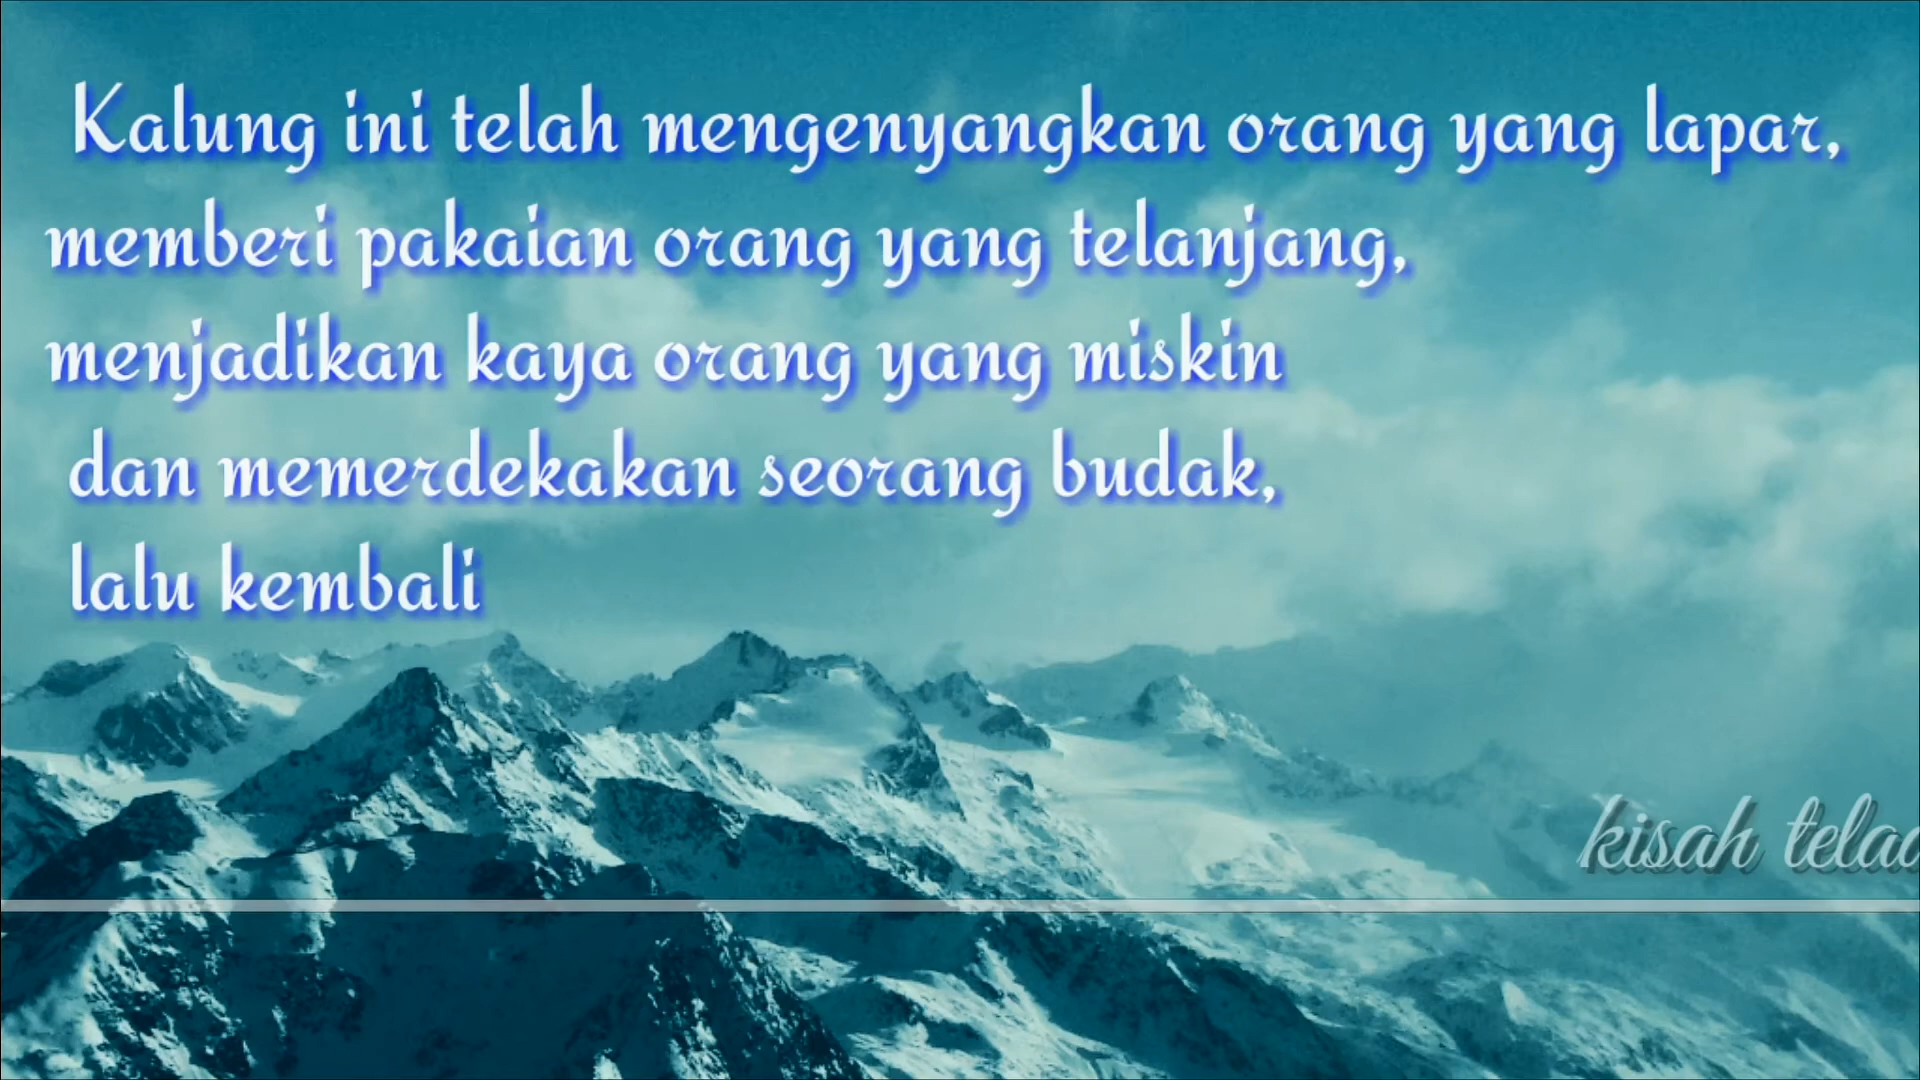 Kalung ini telah mengenyangkan orang yang lapar,
memberi pakaian orang yang telanjang,
menjadikan kaya orang yang miskin
dan memerdekakan seorang budak,
lalu kembali
kisah